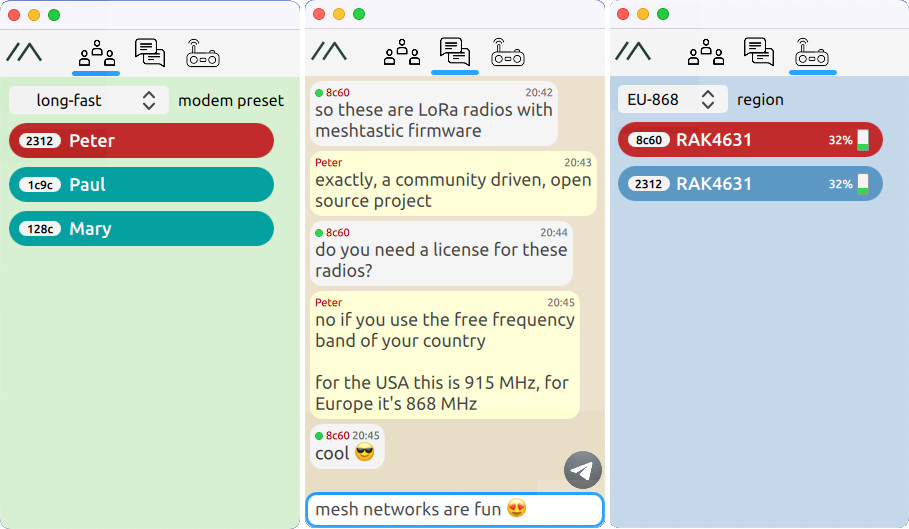 long-fast modem preset
2312 Peter
1c9c Paul
128c Mary
8c60 20:42
so these are LoRa radios with
meshtastic firmware
Peter 20:43
exactly, a community driven, open
source project
8c60 20:44
do you need a license for these
radios?
Peter 20:45
no if you use the free frequency
band of your country
for the USA this is 915 MHz, for
Europe it's 868 MHz
8c60 20:45
cool 😎
mesh networks are fun 😍
EU-868 region
8c60 RAK4631 32%
2312 RAK4631 32%